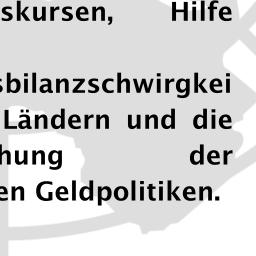 skursen, Hilfe
sbilanzschwirgkei
Ländern und die
hung der
en Geldpolitiken.